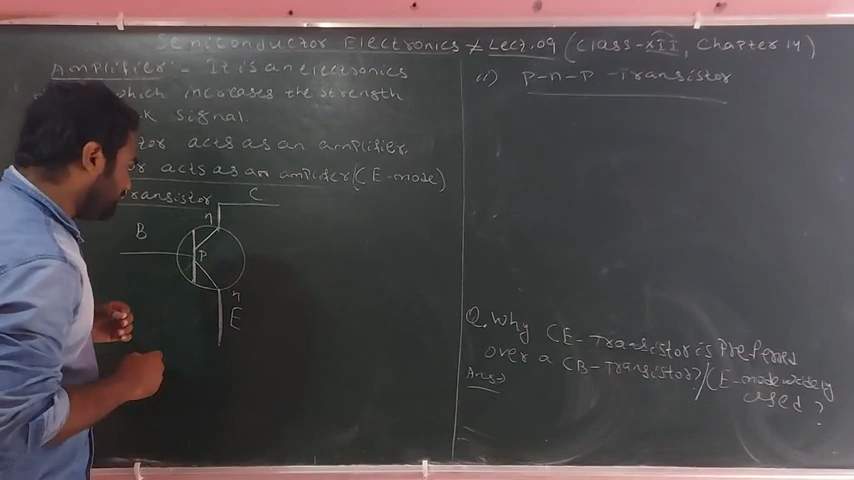 Semiconductor Electronics # Lect.09 (Class-XII, Chapter 14)
Amplifier - It is an electronics
which increases the strength
signal.
acts as an amplifier.
or acts as an amplifier (CE-mode)
transistor
C
n
B
P
n
E
ii) P-n-P-Transistor
Q. Why CE-Transistor is Preferred
over a CB-Transistor? / CE-mode widely
used?
Ans→